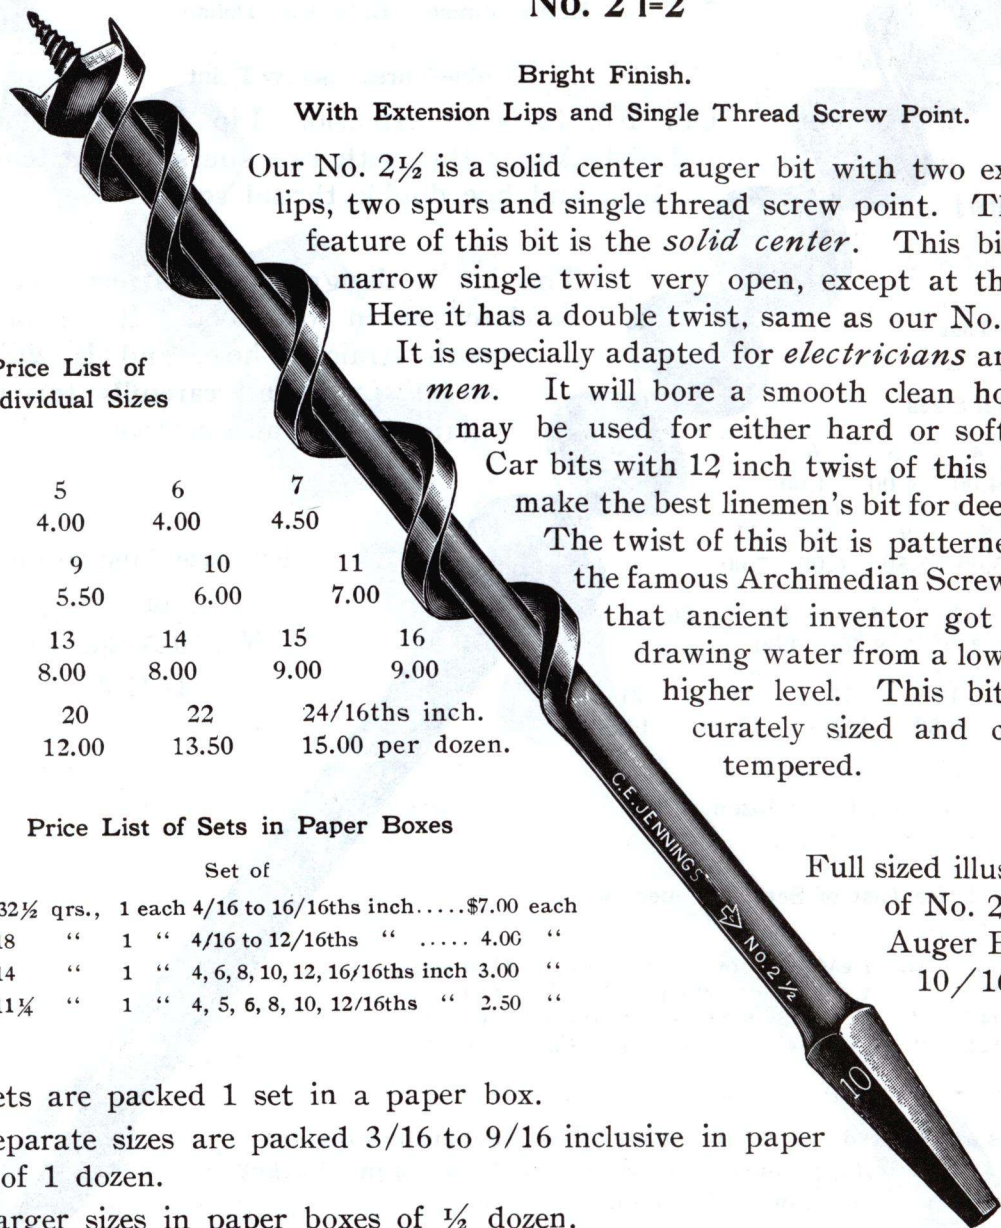 No. 2 1=2
Bright Finish.
With Extension Lips and Single Thread Screw Point.
Our No. 2½ is a solid center auger bit with two ex
lips, two spurs and single thread screw point. Th
feature of this bit is the solid center. This bi
narrow single twist very open, except at th
Here it has a double twist, same as our No.
It is especially adapted for electricians an
men. It will bore a smooth clean ho
may be used for either hard or soft
Car bits with 12 inch twist of this
make the best linemen's bit for dee
The twist of this bit is patterne
the famous Archimedian Screw
that ancient inventor got
drawing water from a low
higher level. This bit
curately sized and c
tempered.
Price List of
dividual Sizes
5 6 7
4.00 4.00 4.50
9 10 11
5.50 6.00 7.00
13 14 15 16
8.00 8.00 9.00 9.00
20 22 24/16ths inch.
12.00 13.50 15.00 per dozen.
Price List of Sets in Paper Boxes
Set of
32½ qrs., 1 each 4/16 to 16/16ths inch.....$7.00 each
18 “ 1 “ 4/16 to 12/16ths “ ..... 4.00 “
14 “ 1 “ 4, 6, 8, 10, 12, 16/16ths inch 3.00 “
11¼ “ 1 “ 4, 5, 6, 8, 10, 12/16ths “ 2.50 “
C.E. JENNINGS
No. 2 ½
10
Full sized illus
of No. 2
Auger B
10/16
ets are packed 1 set in a paper box.
eparate sizes are packed 3/16 to 9/16 inclusive in paper
of 1 dozen.
arger sizes in paper boxes of ½ dozen.